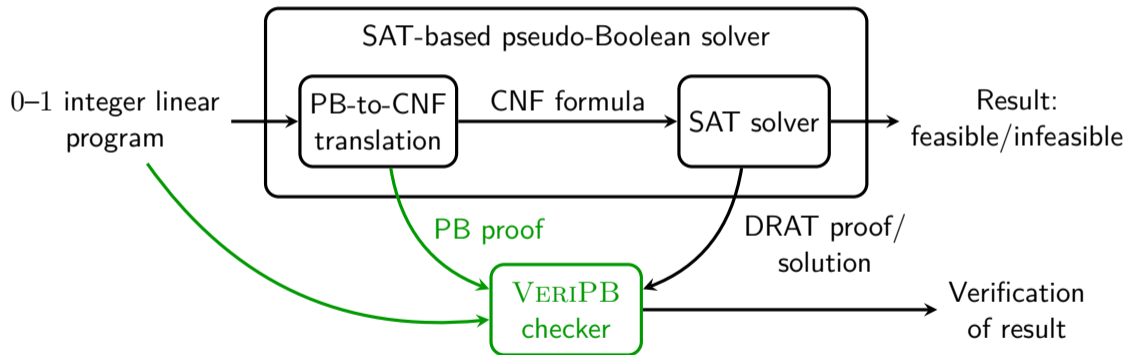 SAT-based pseudo-Boolean solver
0–1 integer linear
program
PB-to-CNF
translation
CNF formula
SAT solver
Result:
feasible/infeasible
PB proof
DRAT proof/
solution
VERIPB
checker
Verification
of result